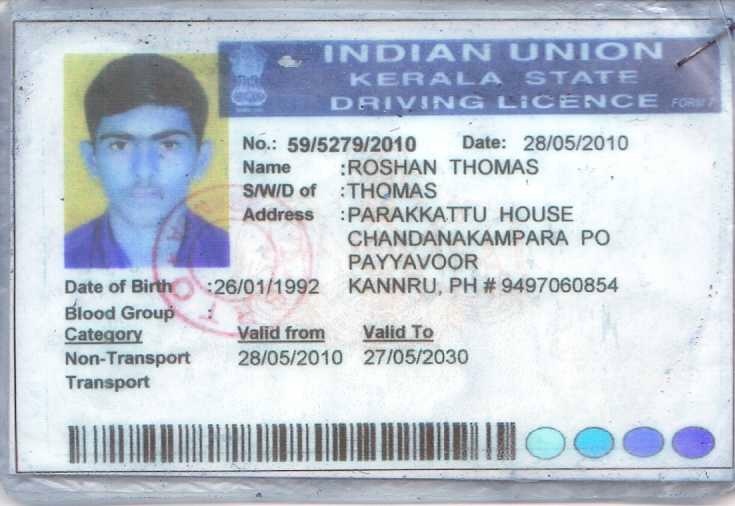 INDIAN UNION
KERALA STATE
DRIVING LICENCE FORM 7
No.: 59/5279/2010 Date: 28/05/2010
Name :ROSHAN THOMAS
S/W/D of :THOMAS
Address :PARAKKATTU HOUSE
CHANDANAKAMPARA PO
PAYYAVOOR
Date of Birth :26/01/1992 KANNRU, PH # 9497060854
Blood Group :
Category Valid from Valid To
Non-Transport 28/05/2010 27/05/2030
Transport